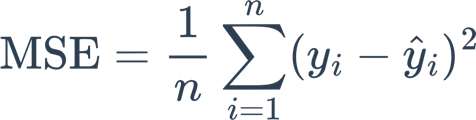 MSE = \frac{1}{n} \sum_{i=1}^{n} (y_i - \hat{y}_i)^2